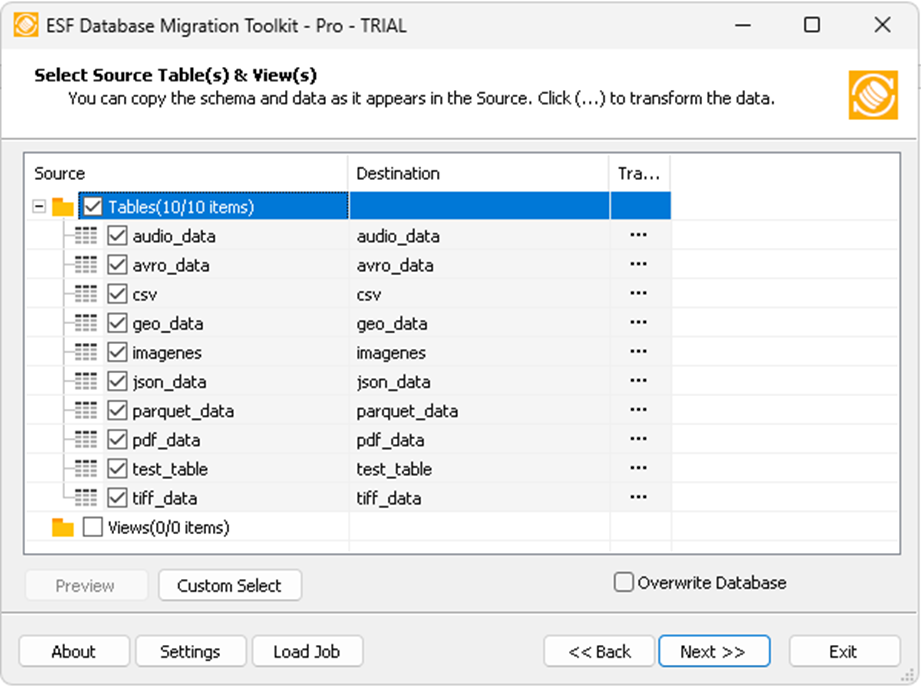 ESF Database Migration Toolkit - Pro - TRIAL
Select Source Table(s) & View(s)
You can copy the schema and data as it appears in the Source. Click (...) to transform the data.
Source Destination Tra...
Tables(10/10 items)
audio_data audio_data ...
avro_data avro_data ...
csv csv ...
geo_data geo_data ...
imagenes imagenes ...
json_data json_data ...
parquet_data parquet_data ...
pdf_data pdf_data ...
test_table test_table ...
tiff_data tiff_data ...
Views(0/0 items)
Preview Custom Select Overwrite Database
About Settings Load Job << Back Next >> Exit